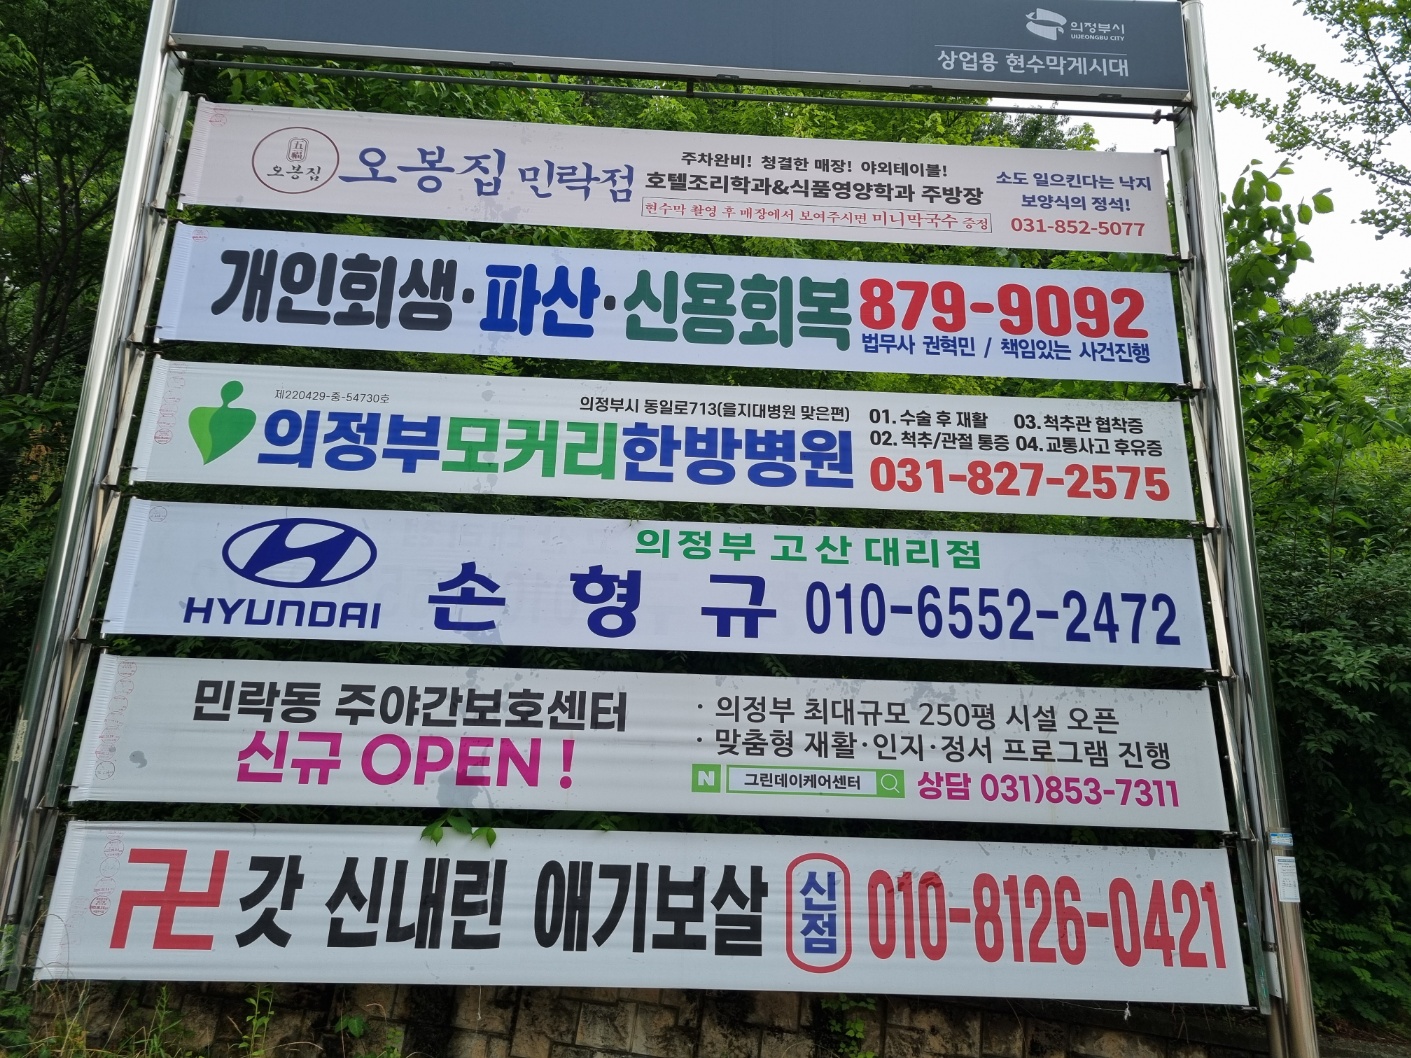 의정부시
UIJEONGBU CITY
상업용 현수막게시대
오봉집
오봉집 민락점
주차완비! 청결한 매장! 야외테이블!
호텔조리학과&식품영양학과 주방장
현수막 촬영 후 매장에서 보여주시면 미니막국수 증정
소도 일으킨다는 낙지
보양식의 정석!
031-852-5077
개인회생·파산·신용회복
879-9092
법무사 권혁민 / 책임있는 사건진행
제220429-중-54730호
의정부시 동일로713(을지대병원 맞은편)
의정부모커리한방병원
01. 수술 후 재활 03. 척추관 협착증
02. 척추/관절 통증 04. 교통사고 후유증
031-827-2575
HYUNDAI
의정부 고산대리점
손 형 규 010-6552-2472
민락동 주야간보호센터
신규 OPEN !
· 의정부 최대규모 250평 시설 오픈
· 맞춤형 재활·인지·정서 프로그램 진행
N 그린데이케어센터
상담 031)853-7311
卍 갓 신내린 애기보살
산점
010-8126-0421